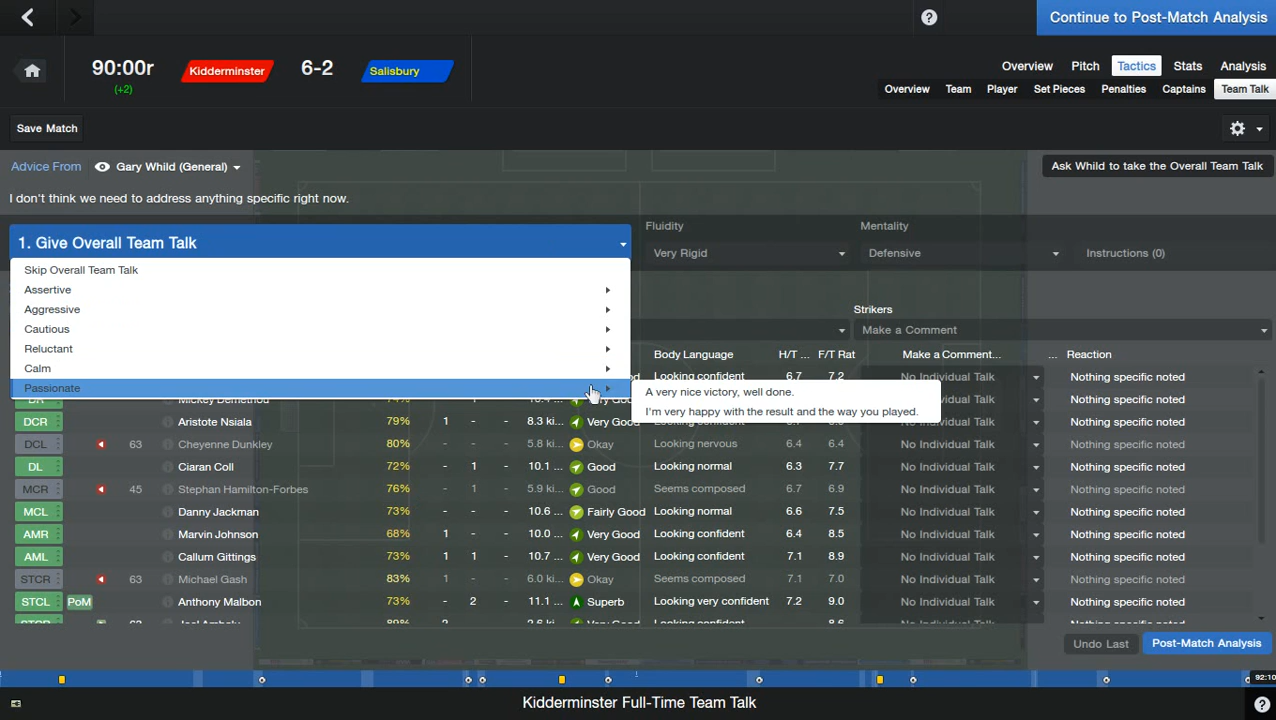 Continue to Post-Match Analysis
90:00r
(+2)
Kidderminster
6-2
Salisbury
Overview Pitch Tactics Stats Analysis
Overview Team Player Set Pieces Penalties Captains Team Talk
Save Match
Advice From Gary Whild (General)
Ask Whild to take the Overall Team Talk
I don't think we need to address anything specific right now.
1. Give Overall Team Talk
Fluidity
Mentality
Very Rigid
Defensive
Instructions (0)
Skip Overall Team Talk
Assertive
Aggressive
Cautious
Reluctant
Calm
Passionate
A very nice victory, well done.
I'm very happy with the result and the way you played.
Strikers
Make a Comment
Body Language H/T ... F/T Rat Make a Comment... ... Reaction
Looking confident 6.7 7.2 No Individual Talk Nothing specific noted
No Individual Talk Nothing specific noted
DCR Aristote Nsiala 79% 1 - - 8.3 ki... Very Good No Individual Talk Nothing specific noted
DCL 63 Cheyenne Dunkley 80% - - - 5.8 ki... Okay Looking nervous 6.4 6.4 No Individual Talk Nothing specific noted
DL Ciaran Coll 72% - 1 - 10.1 ... Good Looking normal 6.3 7.7 No Individual Talk Nothing specific noted
MCR 45 Stephan Hamilton-Forbes 76% - 1 - 5.9 ki... Good Seems composed 6.7 6.9 No Individual Talk Nothing specific noted
MCL Danny Jackman 73% - - - 10.6 ... Fairly Good Looking normal 6.6 7.5 No Individual Talk Nothing specific noted
AMR Marvin Johnson 68% 1 - - 10.0 ... Very Good Looking confident 6.4 8.5 No Individual Talk Nothing specific noted
AML Callum Gittings 73% 1 1 - 10.7 ... Very Good Looking confident 7.1 8.9 No Individual Talk Nothing specific noted
STCR 63 Michael Gash 83% 1 - - 6.0 ki... Okay Seems composed 7.1 7.0 No Individual Talk Nothing specific noted
STCL PoM Anthony Malbon 73% - 2 - 11.1 ... Superb Looking very confident 7.2 9.0 No Individual Talk Nothing specific noted
Undo Last
Post-Match Analysis
92:10
Kidderminster Full-Time Team Talk